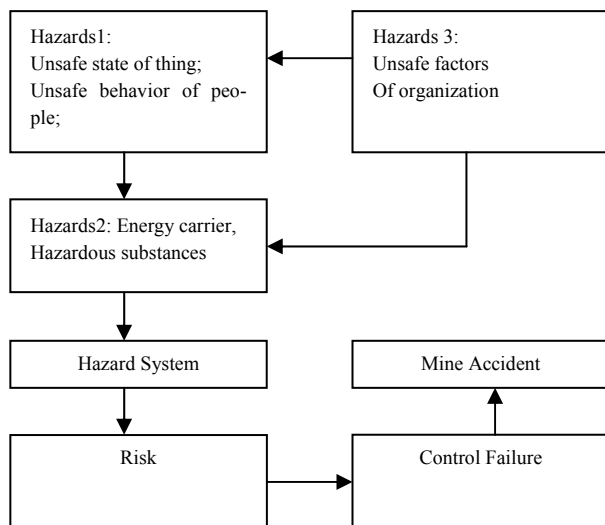 Hazards1:
Unsafe state of thing;
Unsafe behavior of peo-
ple;
Hazards 3:
Unsafe factors
Of organization
Hazards2: Energy carrier,
Hazardous substances
Hazard System
Mine Accident
Risk
Control Failure